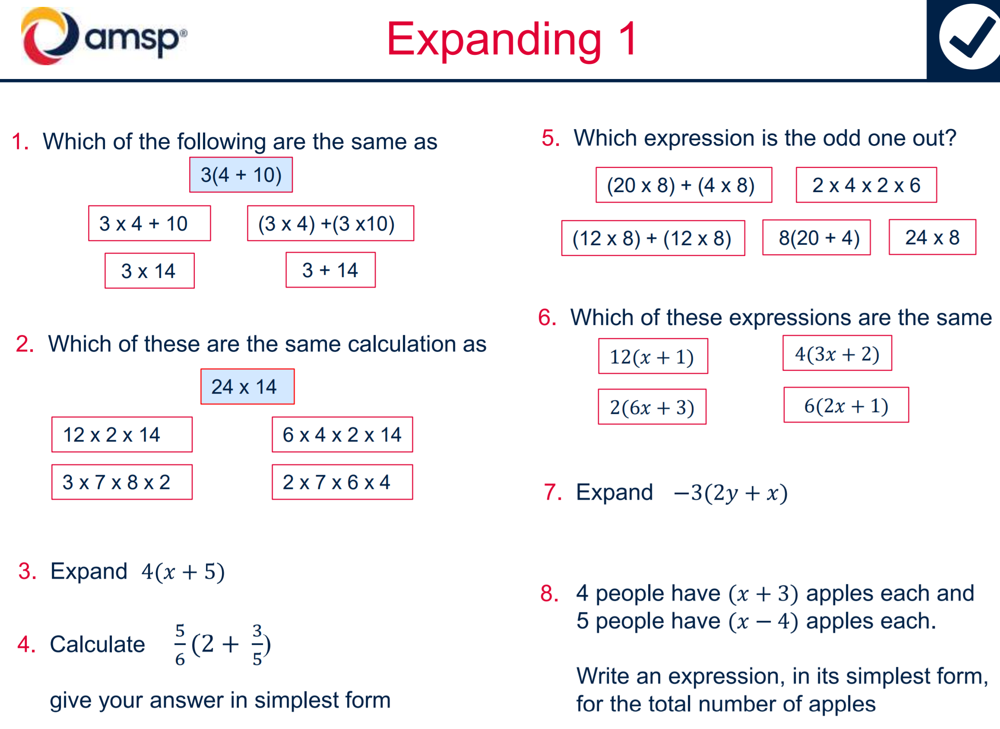 amsp®
Expanding 1
1. Which of the following are the same as
3(4 + 10)
3 x 4 + 10
(3 x 4) +(3 x10)
3 x 14
3 + 14
2. Which of these are the same calculation as
24 x 14
12 x 2 x 14
6 x 4 x 2 x 14
3 x 7 x 8 x 2
2 x 7 x 6 x 4
3. Expand 4(x + 5)
4. Calculate 5/6 (2 + 3/5)
give your answer in simplest form
5. Which expression is the odd one out?
(20 x 8) + (4 x 8)
2 x 4 x 2 x 6
(12 x 8) + (12 x 8)
8(20 + 4)
24 x 8
6. Which of these expressions are the same
12(x + 1)
4(3x + 2)
2(6x + 3)
6(2x + 1)
7. Expand −3(2y + x)
8. 4 people have (x + 3) apples each and
5 people have (x − 4) apples each.
Write an expression, in its simplest form,
for the total number of apples